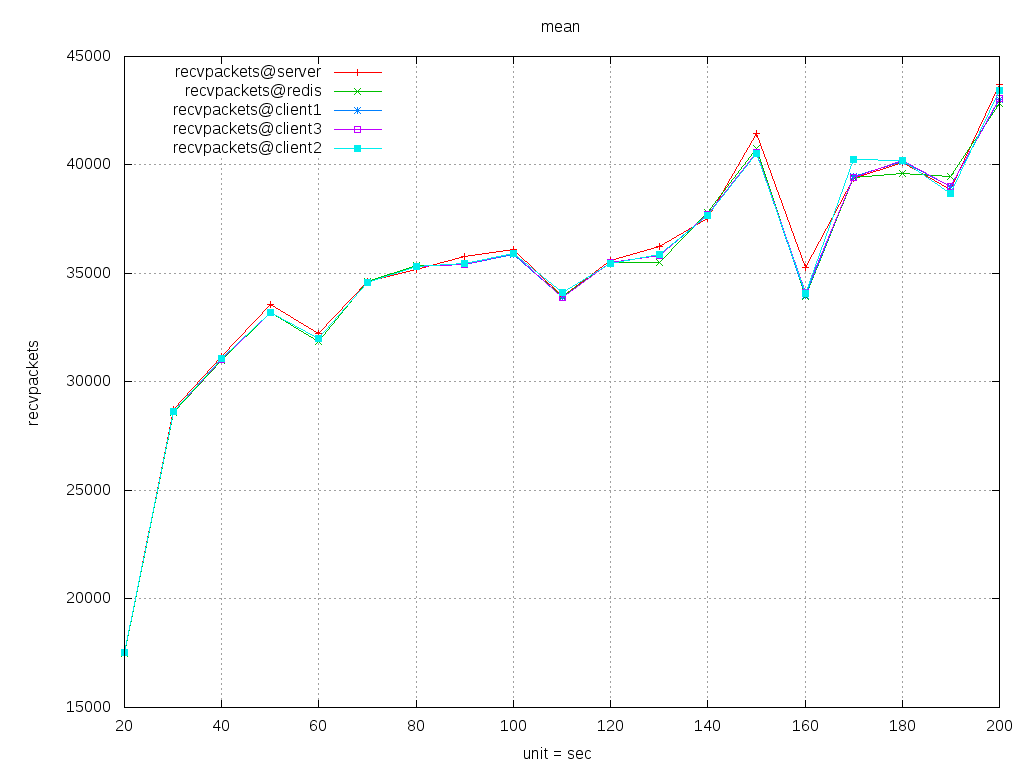 mean
45000
40000
35000
30000
25000
20000
15000
recvpackets
recvpackets@server
recvpackets@redis
recvpackets@client1
recvpackets@client3
recvpackets@client2
20 40 60 80 100 120 140 160 180 200
unit = sec